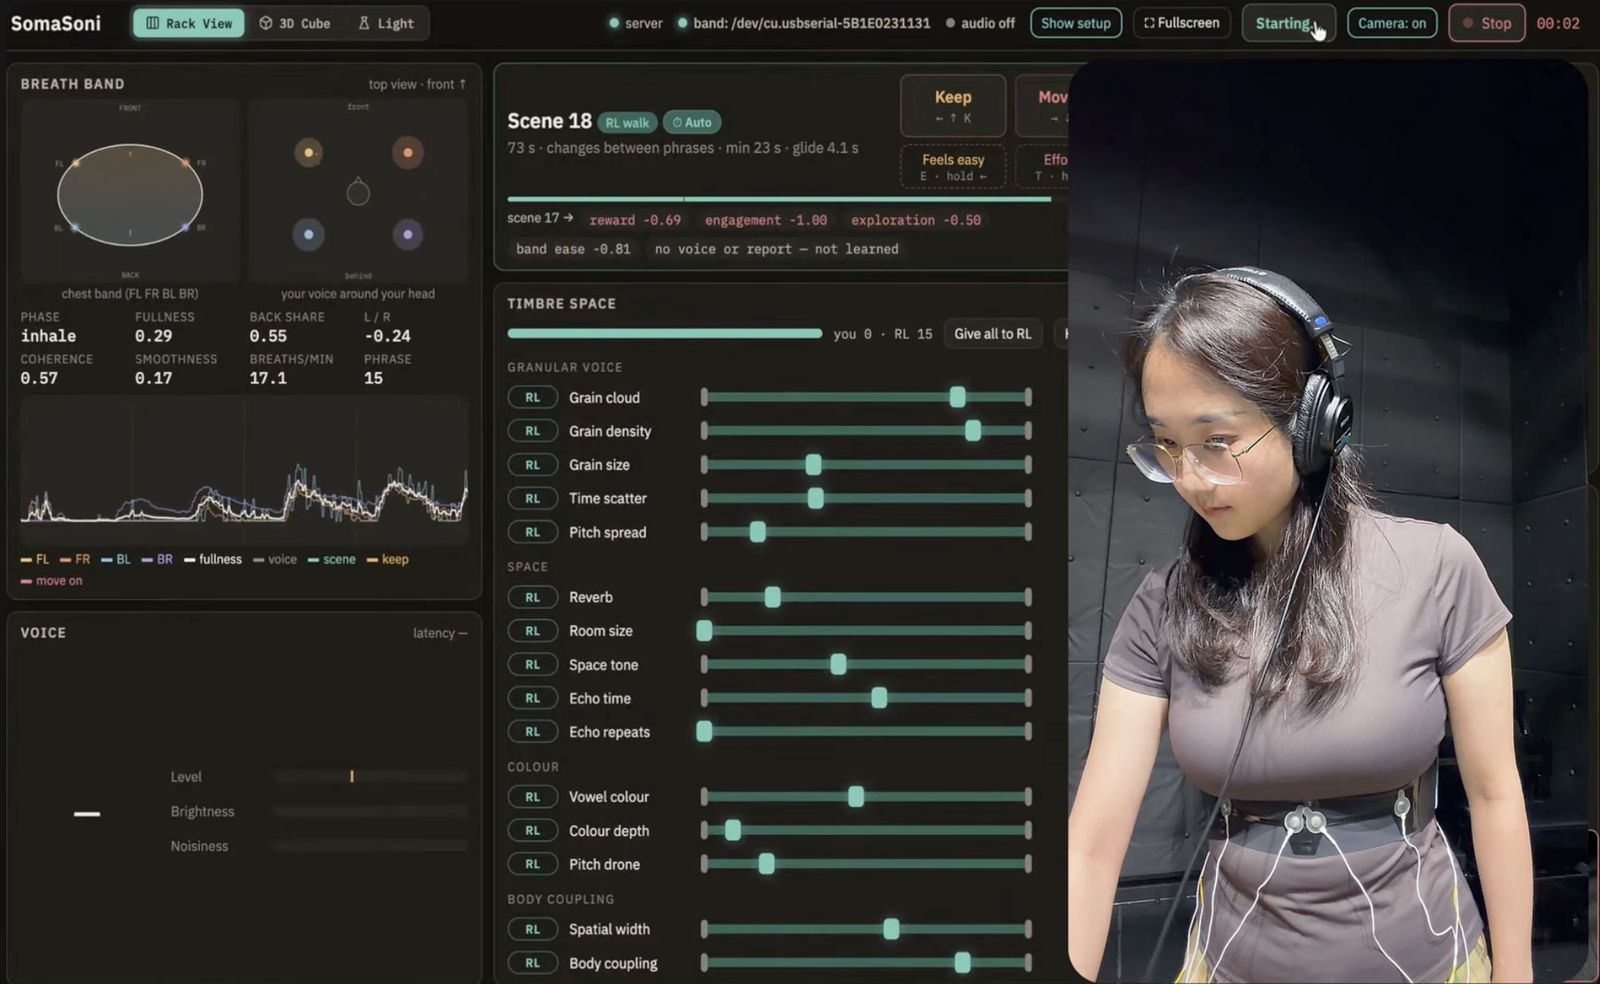 SomaSoni
Rack View
3D Cube
Light
server
band: /dev/cu.usbserial-5B1E0231131
audio off
Show setup
Fullscreen
Starting
Camera: on
Stop
00:02
BREATH BAND
top view · front ↑
FRONT
FL
FR
BL
BR
BACK
front
behind
chest band (FL FR BL BR)
your voice around your head
PHASE
FULLNESS
BACK SHARE
L / R
inhale
0.29
0.55
-0.24
COHERENCE
SMOOTHNESS
BREATHS/MIN
PHRASE
0.57
0.17
17.1
15
FL
FR
BL
BR
fullness
voice
scene
keep
move on
VOICE
latency —
—
Level
Brightness
Noisiness
Scene 18
RL walk
Auto
73 s · changes between phrases · min 23 s · glide 4.1 s
Keep
← ↑ K
Mov
→
Feels easy
E · hold ←
Effo
T · h
scene 17 →
reward -0.69
engagement -1.00
exploration -0.50
band ease -0.81
no voice or report — not learned
TIMBRE SPACE
you 0 · RL 15
Give all to RL
GRANULAR VOICE
RL Grain cloud
RL Grain density
RL Grain size
RL Time scatter
RL Pitch spread
SPACE
RL Reverb
RL Room size
RL Space tone
RL Echo time
RL Echo repeats
COLOUR
RL Vowel colour
RL Colour depth
RL Pitch drone
BODY COUPLING
RL Spatial width
RL Body coupling